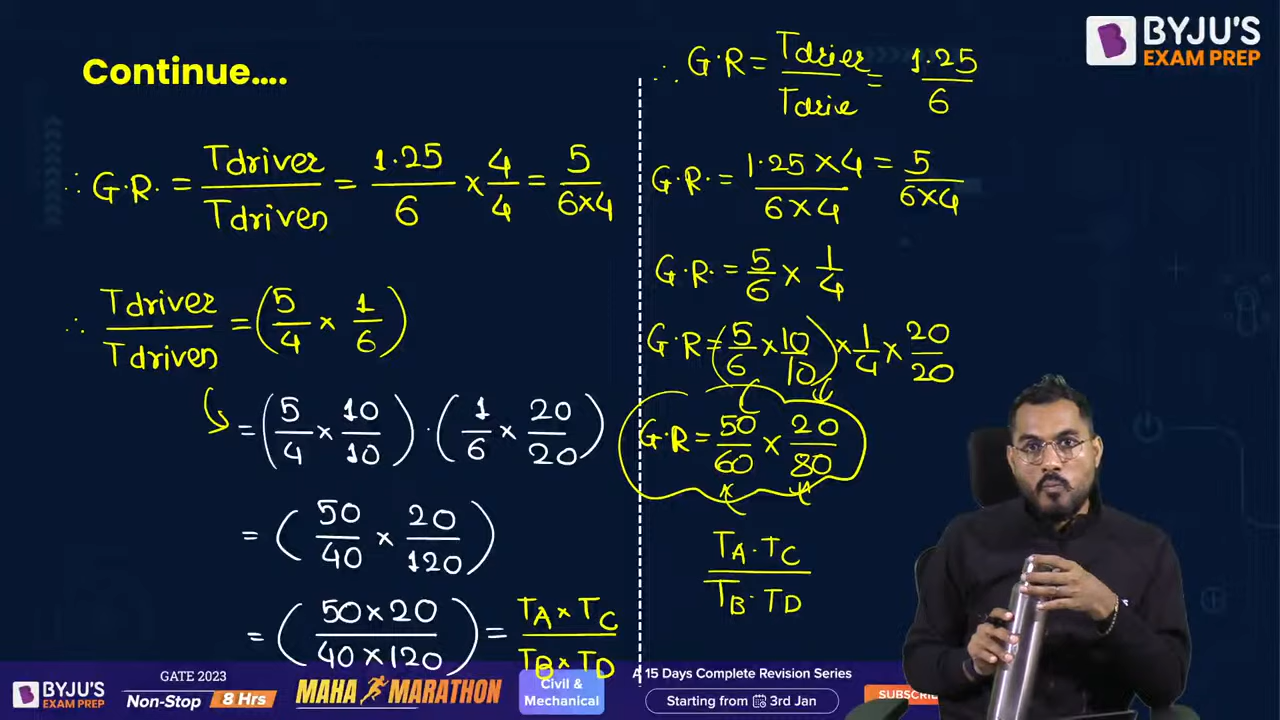 Continue....
∴ G.R. = Tdriver/Tdriven = 1.25/6 × 4/4 = 5/6×4
∴ Tdriver/Tdriven = (5/4 × 1/6)
= (5/4 × 10/10) · (1/6 × 20/20)
= (50/40 × 20/120)
= (50×20/40×120) = TA × TC/TB × TD
∴ G.R = Tdrier/Tdrie = 1.25/6
G.R. = 1.25×4/6×4 = 5/6×4
G.R. = 5/6 × 1/4
G.R = (5/6 × 10/10) × 1/4 × 20/20
G.R = 50/60 × 20/80
TA · TC/TB · TD
BYJU'S
EXAM PREP
BYJU'S
EXAM PREP
GATE 2023
Non-Stop 8 Hrs
MAHA MARATHON
Civil &
Mechanical
A 15 Days Complete Revision Series
Starting from 3rd Jan
SUBSCRIB